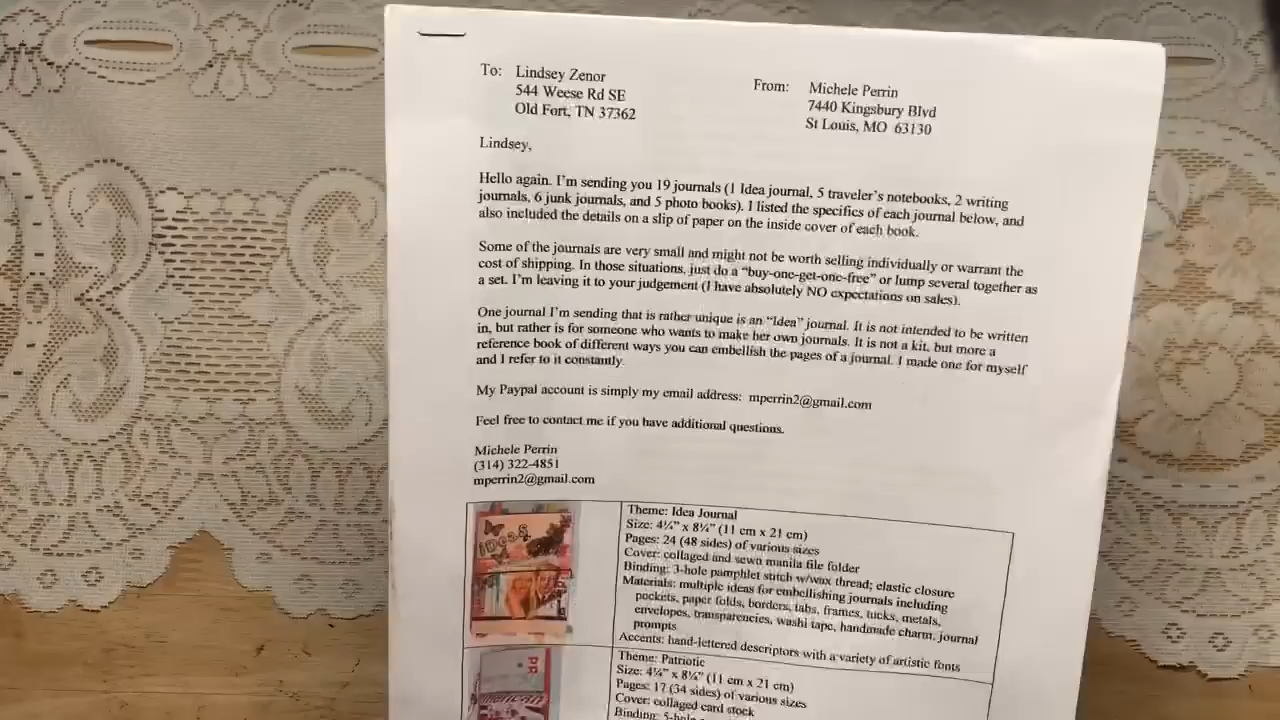 To: Lindsey Zenor
544 Weese Rd SE
Old Fort, TN 37362
From: Michele Perrin
7440 Kingsbury Blvd
St Louis, MO 63130
Lindsey,
Hello again. I'm sending you 19 journals (1 Idea journal, 5 traveler's notebooks, 2 writing
journals, 6 junk journals, and 5 photo books). I listed the specifics of each journal below, and
also included the details on a slip of paper on the inside cover of each book.
Some of the journals are very small and might not be worth selling individually or warrant the
cost of shipping. In those situations, just do a "buy-one-get-one-free" or lump several together as
a set. I'm leaving it to your judgement (I have absolutely NO expectations on sales).
One journal I'm sending that is rather unique is an "Idea" journal. It is not intended to be written
in, but rather is for someone who wants to make her own journals. It is not a kit, but more a
reference book of different ways you can embellish the pages of a journal. I made one for myself
and I refer to it constantly.
My Paypal account is simply my email address: mperrin2@gmail.com
Feel free to contact me if you have additional questions.
Michele Perrin
(314) 322-4851
mperrin2@gmail.com
Ideas
Theme: Idea Journal
Size: 4¼" x 8¼" (11 cm x 21 cm)
Pages: 24 (48 sides) of various sizes
Cover: collaged and sewn manila file folder
Binding: 3-hole pamphlet stitch w/wax thread; elastic closure
Materials: multiple ideas for embellishing journals including
pockets, paper folds, borders, tabs, frames, tucks, metals,
envelopes, transparencies, washi tape, handmade charm, journal
prompts
Accents: hand-lettered descriptors with a variety of artistic fonts
Theme: Patriotic
Size: 4¼" x 8¼" (11 cm x 21 cm)
Pages: 17 (34 sides) of various sizes
Cover: collaged card stock
Binding: 5-hole